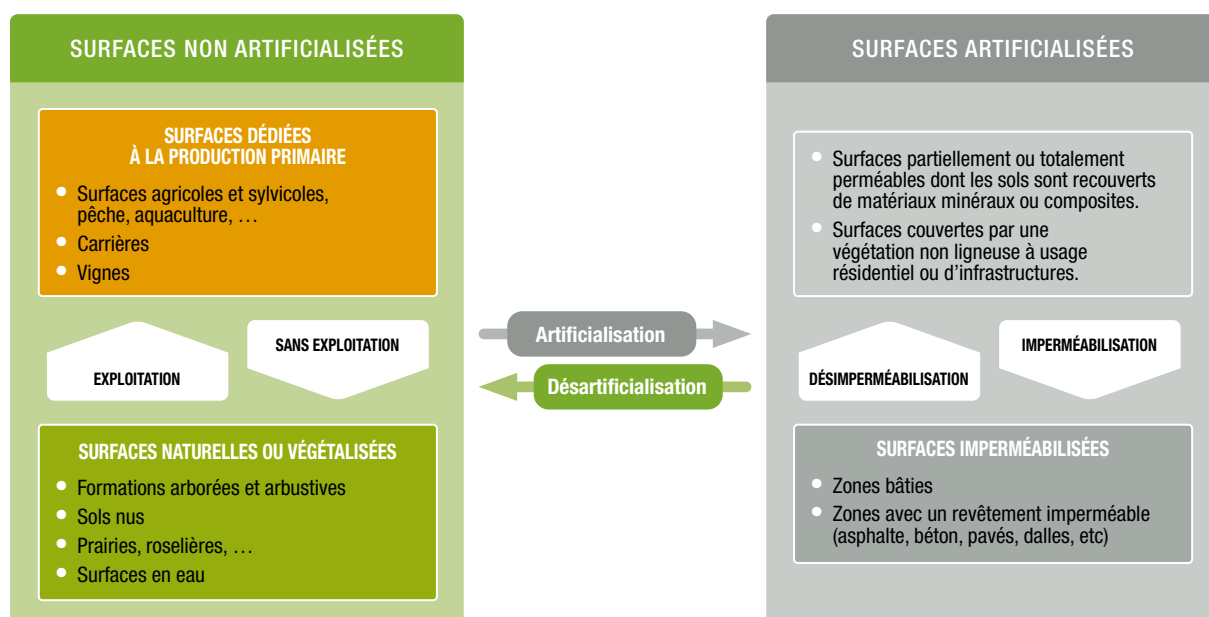 SURFACES NON ARTIFICIALISÉES
SURFACES DÉDIÉES
À LA PRODUCTION PRIMAIRE
• Surfaces agricoles et sylvicoles,
pêche, aquaculture, …
• Carrières
• Vignes
EXPLOITATION
SANS EXPLOITATION
SURFACES NATURELLES OU VÉGÉTALISÉES
• Formations arborées et arbustives
• Sols nus
• Prairies, roselières, …
• Surfaces en eau
Artificialisation
Désartificialisation
SURFACES ARTIFICIALISÉES
• Surfaces partiellement ou totalement
perméables dont les sols sont recouverts
de matériaux minéraux ou composites.
• Surfaces couvertes par une
végétation non ligneuse à usage
résidentiel ou d’infrastructures.
DÉSIMPERMÉABILISATION
IMPERMÉABILISATION
SURFACES IMPERMÉABILISÉES
• Zones bâties
• Zones avec un revêtement imperméable
(asphalte, béton, pavés, dalles, etc)